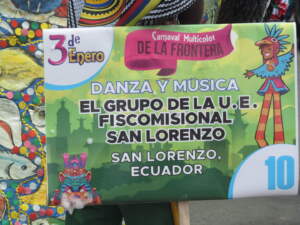 3 de
Enero
Carnaval Multicolor
DE LA FRONTERA
DANZA Y MÚSICA
EL GRUPO DE LA U. E.
FISCOMISIONAL
SAN LORENZO
SAN LORENZO,
ECUADOR
10